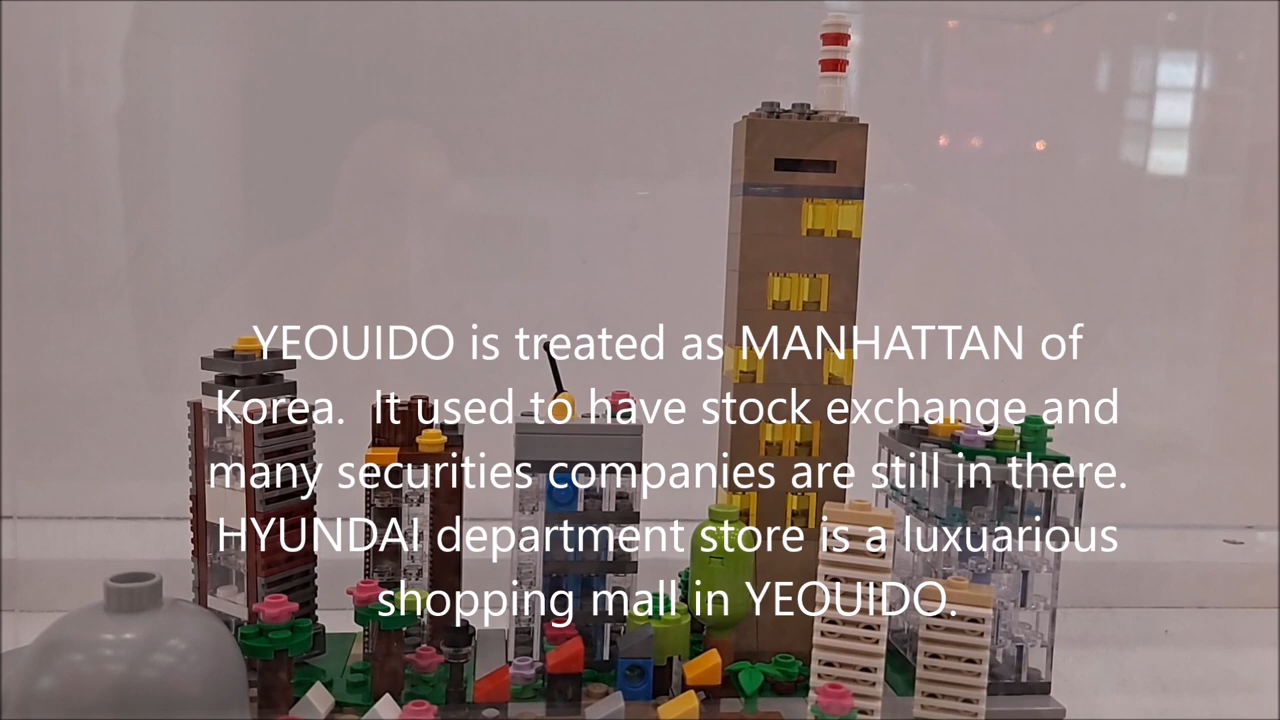 YEOUIDO is treated as MANHATTAN of
Korea.  It used to have stock exchange and
many securities companies are still in there.
HYUNDAI department store is a luxuarious
shopping mall in YEOUIDO.